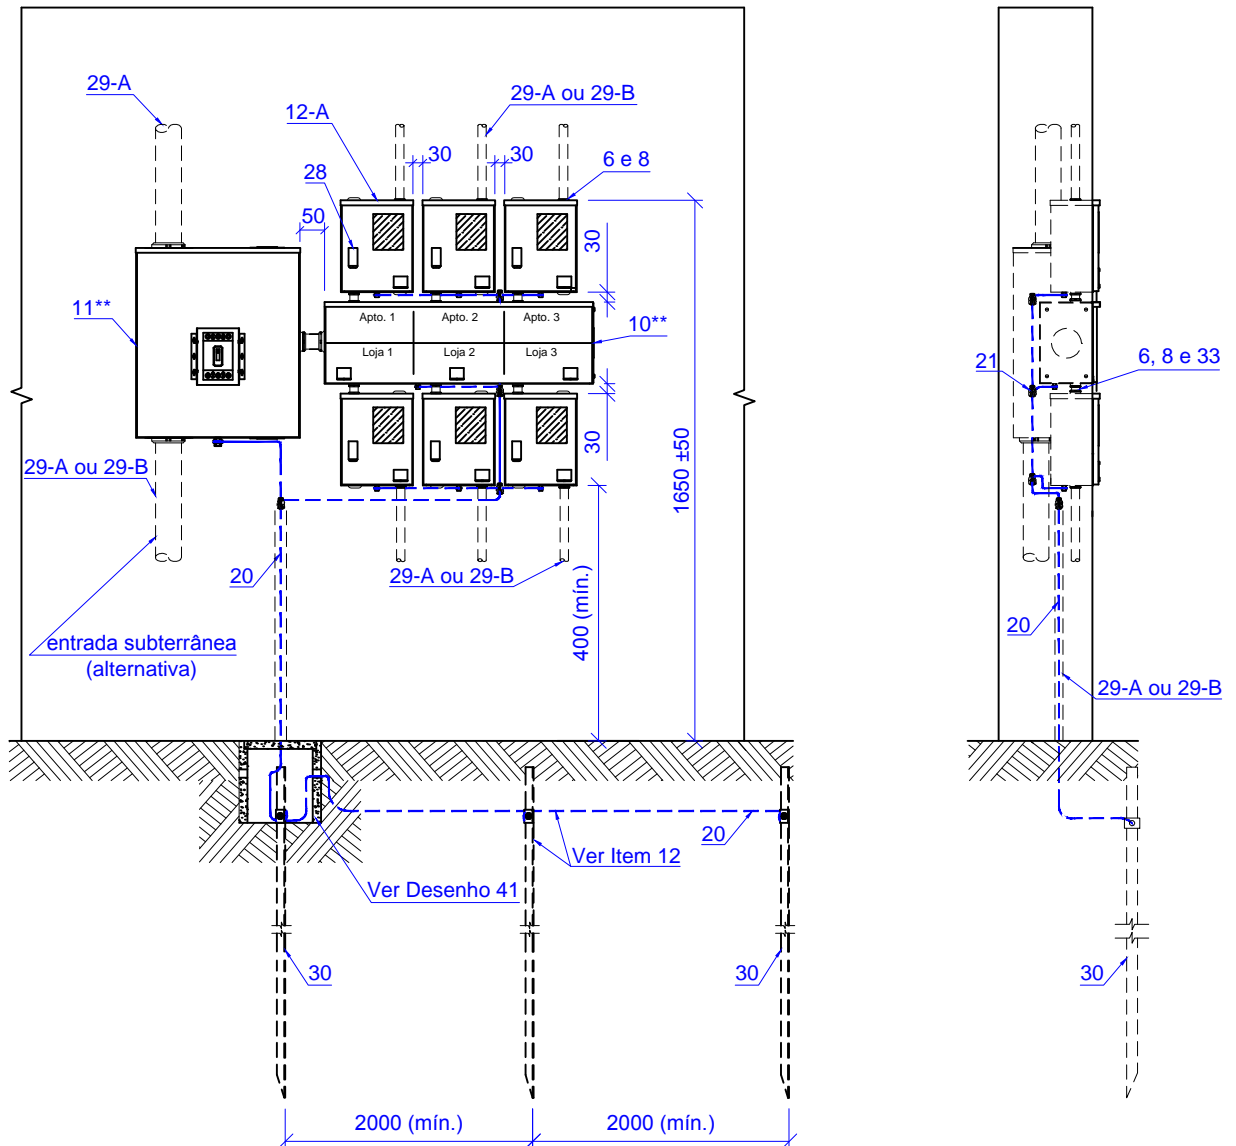 29-A
29-A ou 29-B
12-A
30
30
6 e 8
28
50
30
11**
Apto. 1
Apto. 2
Apto. 3
10**
Loja 1
Loja 2
Loja 3
6, 8 e 33
21
30
1650 ±50
29-A ou 29-B
20
29-A ou 29-B
400 (mín.)
entrada subterrânea
(alternativa)
20
29-A ou 29-B
20
Ver Item 12
Ver Desenho 41
30
30
30
2000 (mín.)
2000 (mín.)